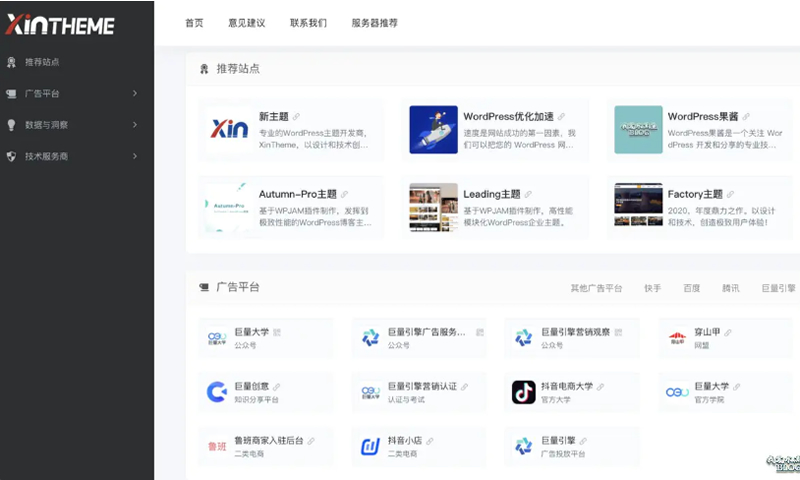 XinTHEME
首页 意见建议 联系我们 服务器推荐
推荐站点
广告平台
数据与洞察
技术服务商
推荐站点
新主题
专业的WordPress主题开发商,
XinTheme, 以设计和技术创...
WordPress优化加速
速度是网站成功的第一因素, 我
们可以把您的 WordPress 网...
WordPress果酱
WordPress果酱是一个关注 Wor
dPress 开发和分享的专业技...
Autumn-Pro
Autumn-Pro主题
基于WPJAM插件制作, 发挥到
极致性能的WordPress博客主...
Leading主题
基于WPJAM插件制作, 高性能
模块化WordPress企业主题。
Factory主题
2020, 年度鼎力之作。以设计
和技术, 创造极致用户体验!
广告平台
其他广告平台 快手 百度 腾讯 巨量引擎
巨量大学
巨量大学
公众号
巨量引擎广告服务...
公众号
巨量引擎营销观察
公众号
穿山甲
穿山甲
网盟
巨量创意
知识分享平台
巨量大学
巨量引擎营销认证
认证与考试
抖音电商大学
官方大学
巨量大学
官方学院
鲁班
鲁班商家入驻后台
二类电商
抖音小店
二类电商
巨量引擎
广告投放平台